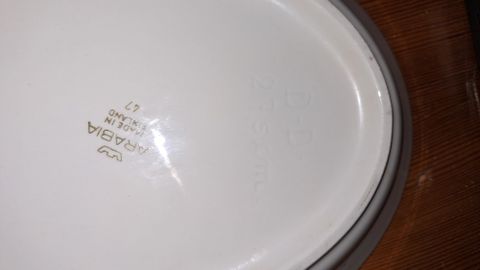 ARABIA
MADE IN
FINLAND
47
27,5 cm